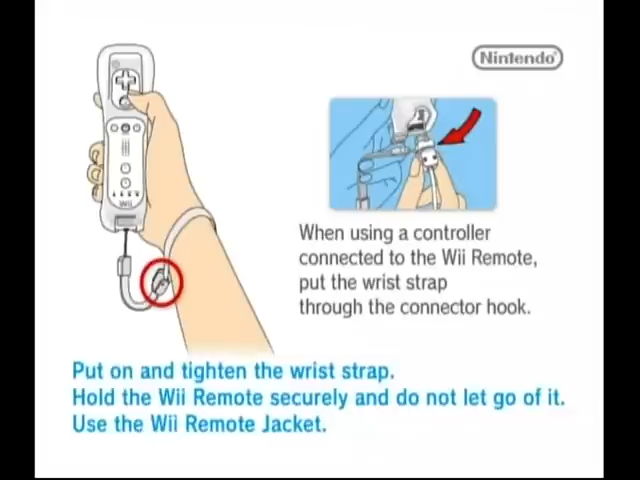 Nintendo
When using a controller
connected to the Wii Remote,
put the wrist strap
through the connector hook.
Wii
Put on and tighten the wrist strap.
Hold the Wii Remote securely and do not let go of it.
Use the Wii Remote Jacket.